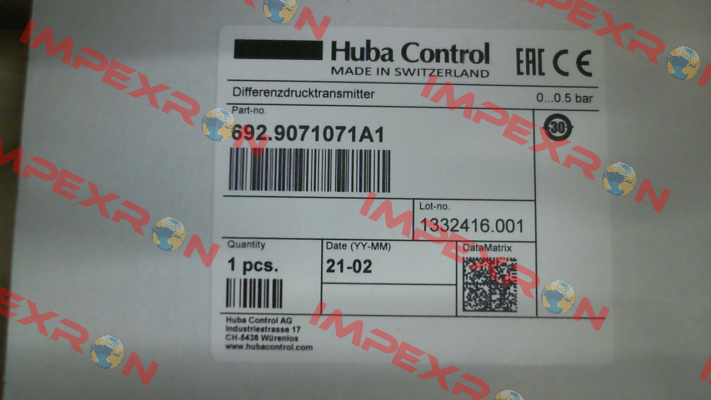 Huba Control
MADE IN SWITZERLAND
EAC CE
Differenzdrucktransmitter
0...0.5 bar
Part-no.
692.9071071A1
30
Lot-no.
1332416.001
Quantity
1 pcs.
Date (YY-MM)
21-02
DataMatrix
Huba Control AG
Industriestrasse 17
CH-5436 Würenlos
www.hubacontrol.com
IMPEXRON
IMPEXRON
IMPEXRON
IMPEXRON
IMPEXRON
IMPEXRON